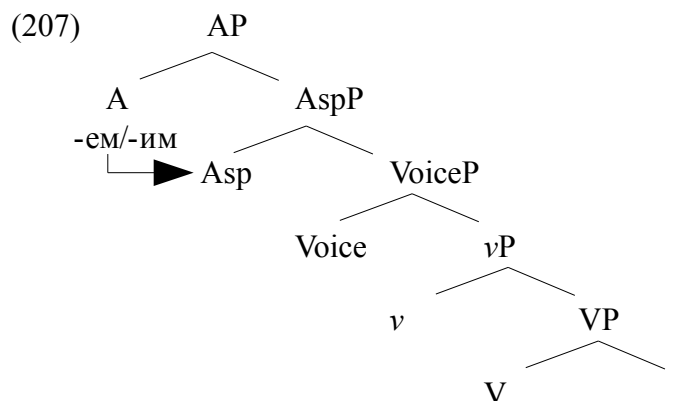 (207) AP
A AspP
-ем/-им
Asp VoiceP
Voice vP
v VP
V